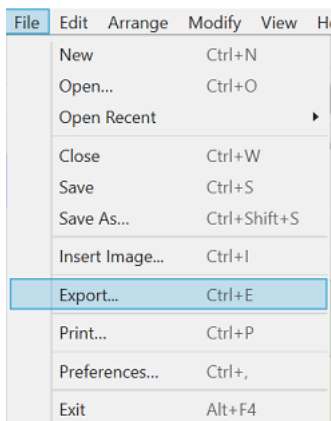 File Edit Arrange Modify View
New Ctrl+N
Open... Ctrl+O
Open Recent
Close Ctrl+W
Save Ctrl+S
Save As... Ctrl+Shift+S
Insert Image... Ctrl+I
Export... Ctrl+E
Print... Ctrl+P
Preferences... Ctrl+,
Exit Alt+F4